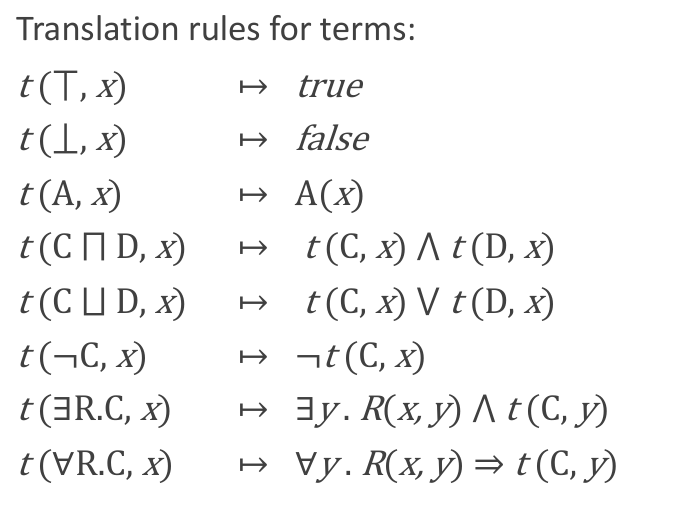 Translation rules for terms:
t(⊤, x) ↦ true
t(⊥, x) ↦ false
t(A, x) ↦ A(x)
t(C ⊓ D, x) ↦ t(C, x) ∧ t(D, x)
t(C ⊔ D, x) ↦ t(C, x) ∨ t(D, x)
t(¬C, x) ↦ ¬t(C, x)
t(∃R.C, x) ↦ ∃y. R(x, y) ∧ t(C, y)
t(∀R.C, x) ↦ ∀y. R(x, y) ⇒ t(C, y)